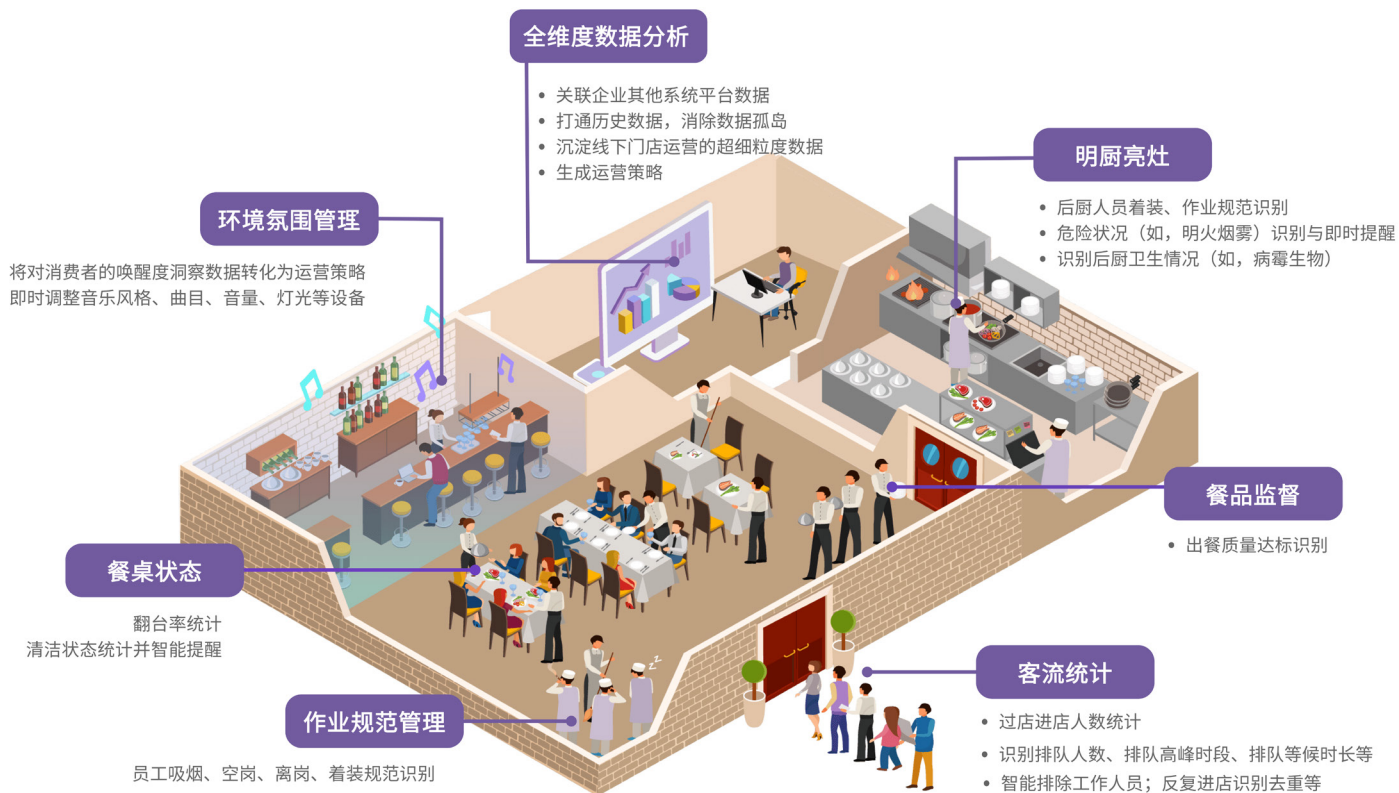 全维度数据分析
• 关联企业其他系统平台数据
• 打通历史数据，消除数据孤岛
• 沉淀线下门店运营的超细粒度数据
• 生成运营策略
明厨亮灶
• 后厨人员着装、作业规范识别
• 危险状况（如，明火烟雾）识别与即时提醒
• 识别后厨卫生情况（如，病霉生物）
环境氛围管理
将对消费者的唤醒度洞察数据转化为运营策略
即时调整音乐风格、曲目、音量、灯光等设备
餐品监督
• 出餐质量达标识别
餐桌状态
翻台率统计
清洁状态统计并智能提醒
客流统计
• 过店进店人数统计
• 识别排队人数、排队高峰时段、排队等候时长等
• 智能排除工作人员；反复进店识别去重等
作业规范管理
员工吸烟、空岗、离岗、着装规范识别
zZ